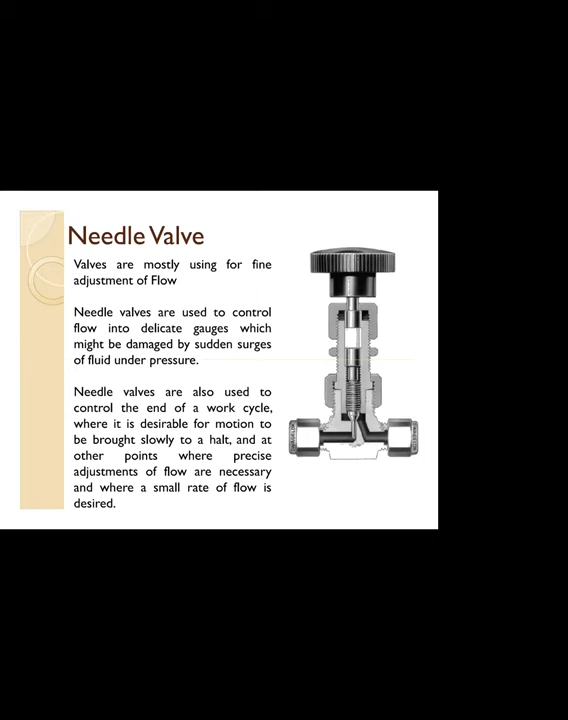 Needle Valve
Valves are mostly using for fine
adjustment of Flow
Needle valves are used to control
flow into delicate gauges which
might be damaged by sudden surges
of fluid under pressure.
Needle valves are also used to
control the end of a work cycle,
where it is desirable for motion to
be brought slowly to a halt, and at
other points where precise
adjustments of flow are necessary
and where a small rate of flow is
desired.